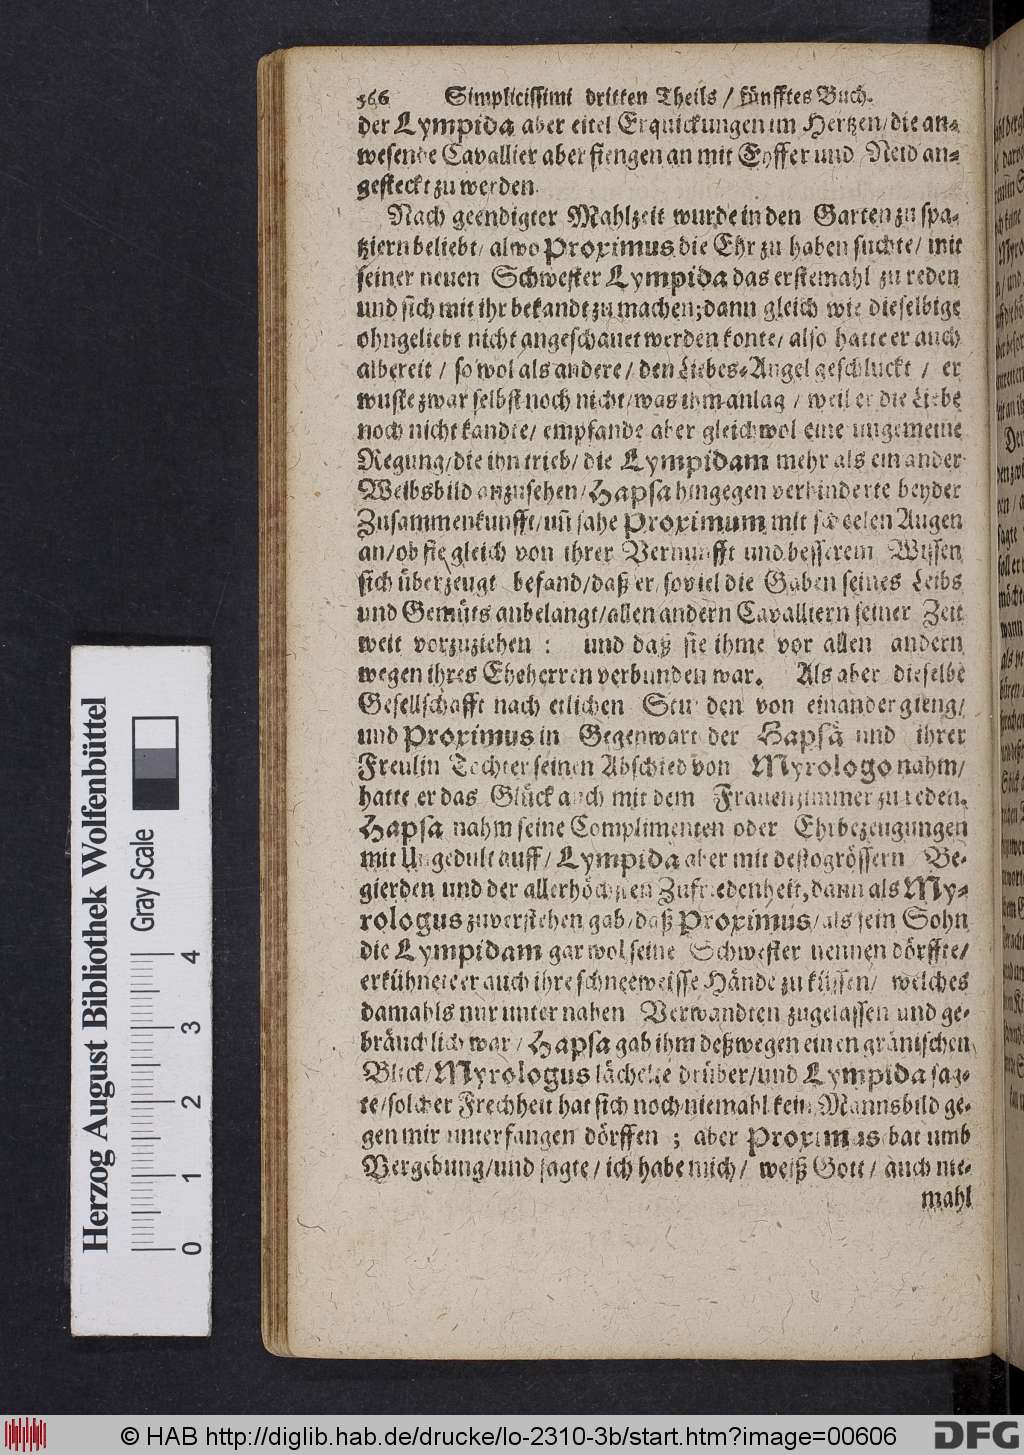 566 Simplicissimi dritten Theils / fünfftes Buch.
der Lympida aber eitel Erquickungen im Hertzen/die an-
wesende Cavallier aber fiengen an mit Eyffer und Neid an-
gesteckt zu werden.
Nach geendigter Mahlzeit wurde in den Garten zu spa-
tziern beliebt/ alwo Proximus die Ehr zu haben suchte/ mit
seiner neuen Schwester Lympida das erstemahl zu reden
und sich mit ihr bekandt zu machen; dann gleich wie dieselbige
ohngeliebt nicht angeschauet werden konte/ also hatte er auch
albereit / so wol als andere/ den Liebes-Angel geschluckt / er
wuste zwar selbst noch nicht/was ihm anlag / weil er die Liebe
noch nicht kandte/ empfande aber gleichwol eine ungemeine
Regung/die ihn trieb/ die Lympidam mehr als ein ander
Weibsbild anzusehen/Hapsa hingegen verhinderte beyder
Zusammenkunfft/uñ sahe Proximum mit scheelen Augen
an/ob sie gleich von ihrer Vernunfft und besserem Wissen
sich überzeugt befand/daß er/soviel die Gaben seines Leibs
und Gemüts anbelangt/allen andern Cavalliern seiner Zeit
weit vorzuziehen : und daß sie ihme vor allen andern
wegen ihres Eheherren verbunden war. Als aber dieselbe
Gesellschafft nach etlichen Stunden von einander gieng/
und Proximus in Gegenwart der Hapsä und ihrer
Freulin Tochter seinen Abschied von Myrologo nahm/
hatte er das Glück auch mit dem Frauenzimmer zu reden.
Hapsa nahm seine Complimenten oder Ehrbezeugungen
mit Ungedult auff/ Lympida aber mit destogrössern Be-
gierden und der allerhöchsten Zufriedenheit, dann als My-
rologus zuverstehen gab/daß Proximus/als sein Sohn
die Lympidam gar wol seine Schwester nennen dörffte/
erkühnete er auch ihre schneeweisse Hände zu küssen/ welches
damahls nur unter nahen Verwandten zugelassen und ge-
bräuchlich war / Hapsa gab ihm deßwegen einen grämischen
Blick/Myrologus lächelte drüber/und Lympida sag-
te/solcher Frechheit hat sich noch niemahl kein Mannsbild ge-
gen mir unterfangen dörffen ; aber Proximus bat umb
Vergebung/und sagte/ ich habe mich/ weiß Gott/ auch nie-
mahl
Herzog August Bibliothek Wolfenbüttel
Gray Scale
0 1 2 3 4
© HAB http://diglib.hab.de/drucke/lo-2310-3b/start.htm?image=00606
DFG